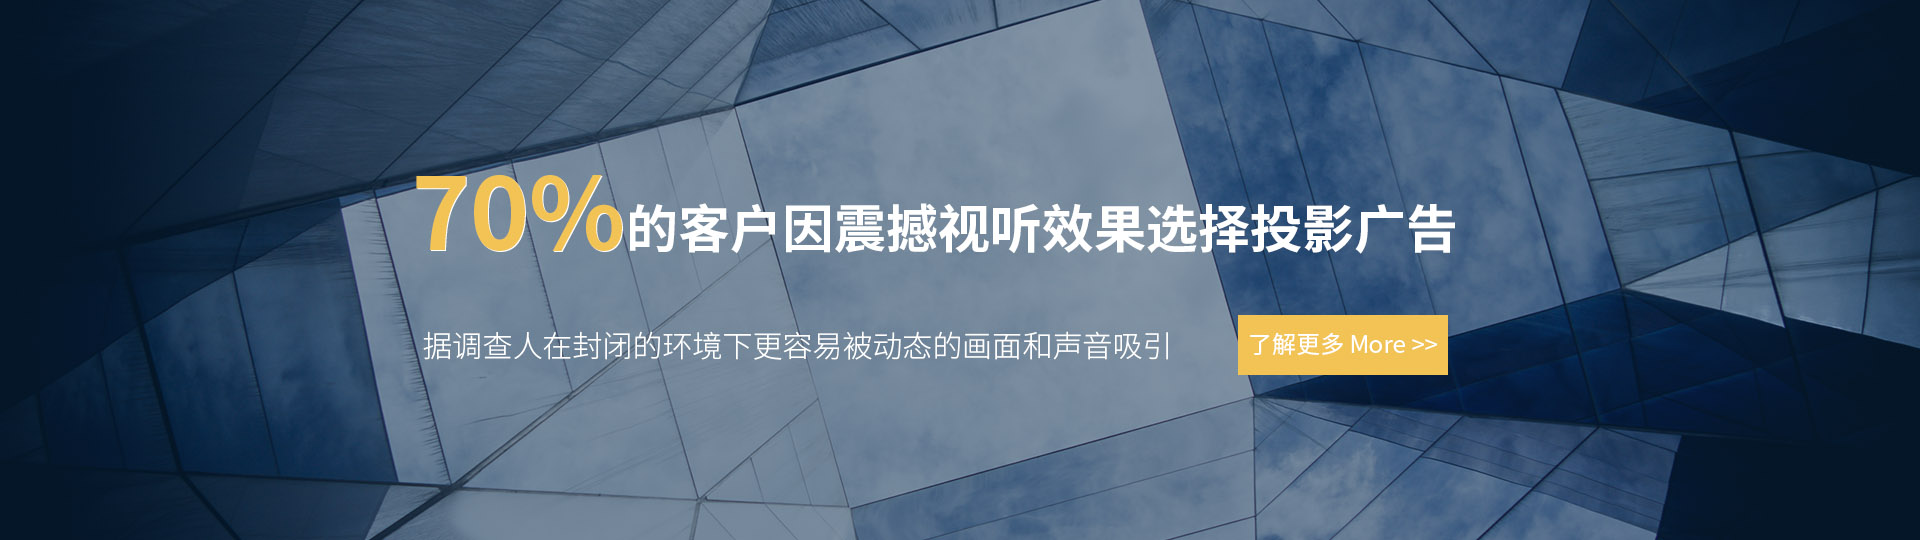 70%的客户因震撼视听效果选择投影广告
据调查人在封闭的环境下更容易被动态的画面和声音吸引
了解更多 More >>